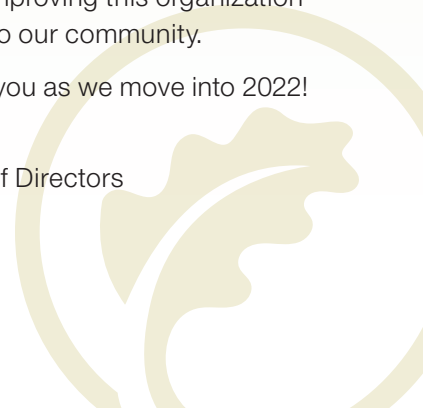 mproving this organization
o our community.
you as we move into 2022!
f Directors